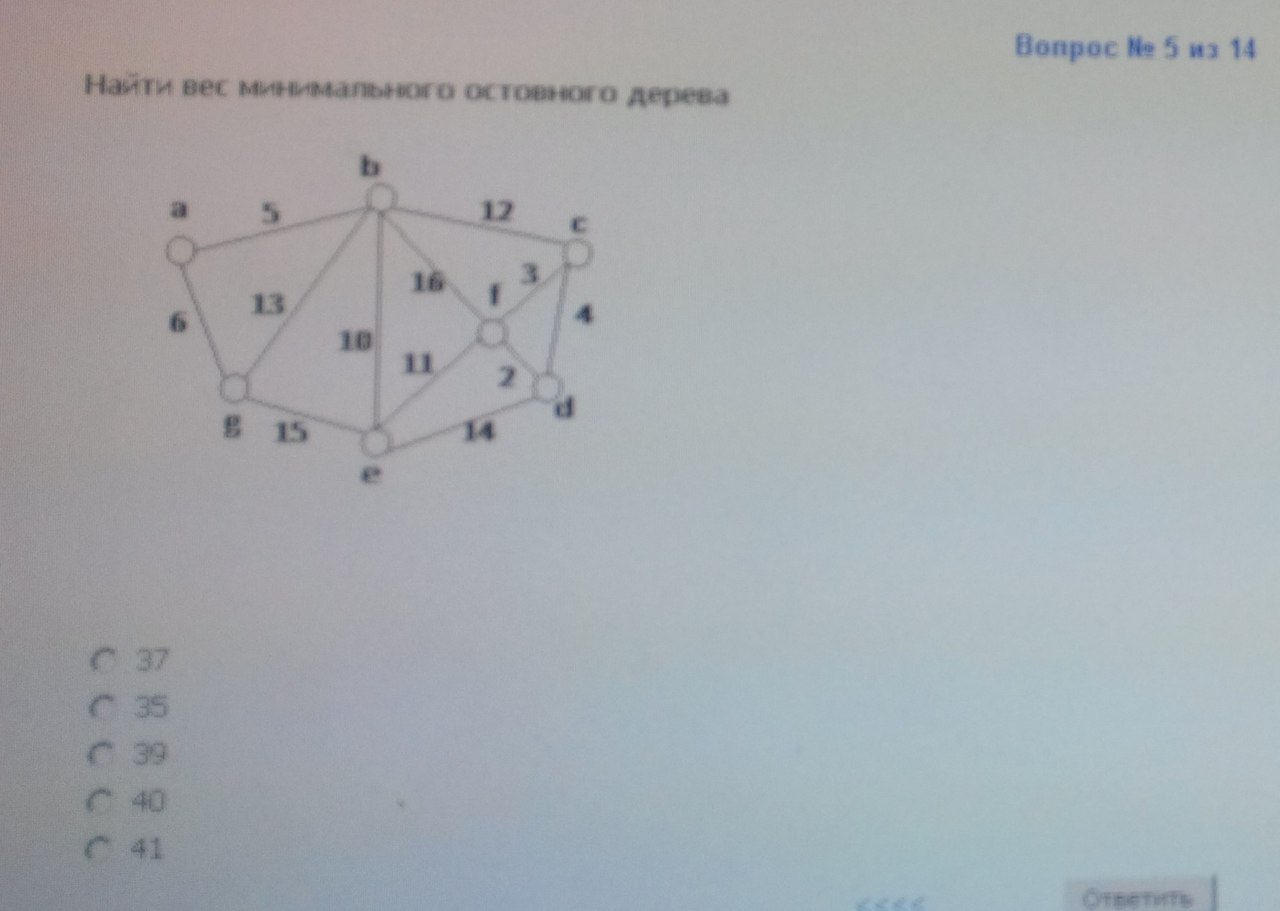 Вопрос № 5 из 14
Найти вес минимального остовного дерева
b
a 5 12 c
16 3
f
13
6 4
10
11
2
d
g 15 14
e
37
35
39
40
41
<<<<
Ответить